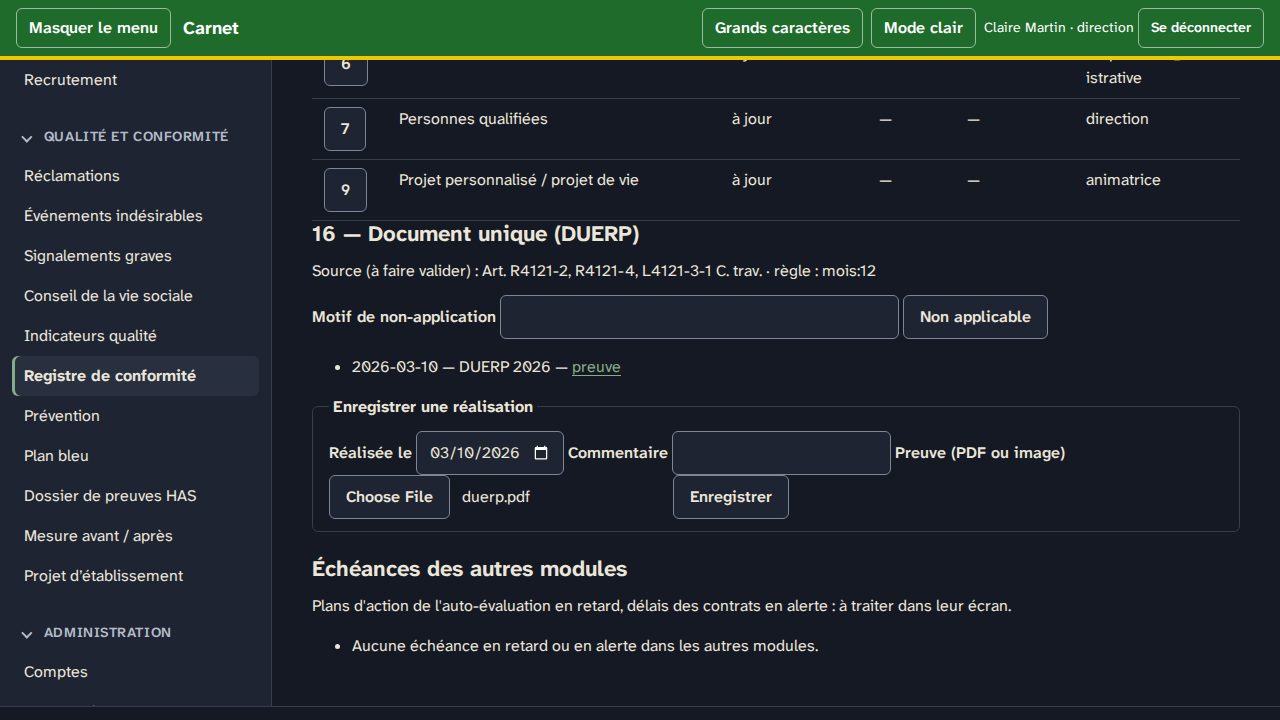 Masquer le menu Carnet Grands caractères Mode clair Claire Martin · direction Se déconnecter
Recrutement
QUALITÉ ET CONFORMITÉ
Réclamations
Événements indésirables
Signalements graves
Conseil de la vie sociale
Indicateurs qualité
Registre de conformité
Prévention
Plan bleu
Dossier de preuves HAS
Mesure avant / après
Projet d'établissement
ADMINISTRATION
Comptes
6
istrative
7 Personnes qualifiées à jour — — direction
9 Projet personnalisé / projet de vie à jour — — animatrice
16 — Document unique (DUERP)
Source (à faire valider) : Art. R4121-2, R4121-4, L4121-3-1 C. trav. · règle : mois:12
Motif de non-application Non applicable
2026-03-10 — DUERP 2026 — preuve
Enregistrer une réalisation
Réalisée le 03/10/2026 Commentaire Preuve (PDF ou image)
Choose File duerp.pdf Enregistrer
Échéances des autres modules
Plans d'action de l'auto-évaluation en retard, délais des contrats en alerte : à traiter dans leur écran.
Aucune échéance en retard ou en alerte dans les autres modules.